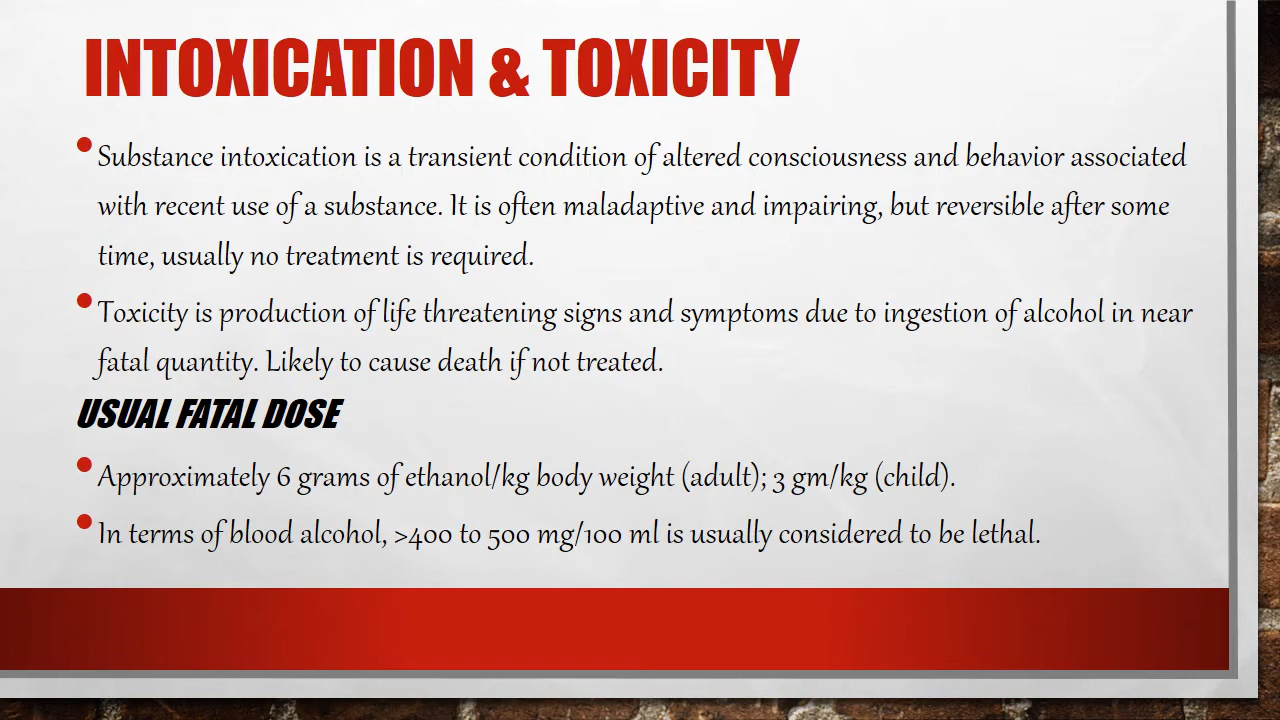 INTOXICATION & TOXICITY
• Substance intoxication is a transient condition of altered consciousness and behavior associated
with recent use of a substance. It is often maladaptive and impairing, but reversible after some
time, usually no treatment is required.
• Toxicity is production of life threatening signs and symptoms due to ingestion of alcohol in near
fatal quantity. Likely to cause death if not treated.
USUAL FATAL DOSE
• Approximately 6 grams of ethanol/kg body weight (adult); 3 gm/kg (child).
• In terms of blood alcohol, >400 to 500 mg/100 ml is usually considered to be lethal.